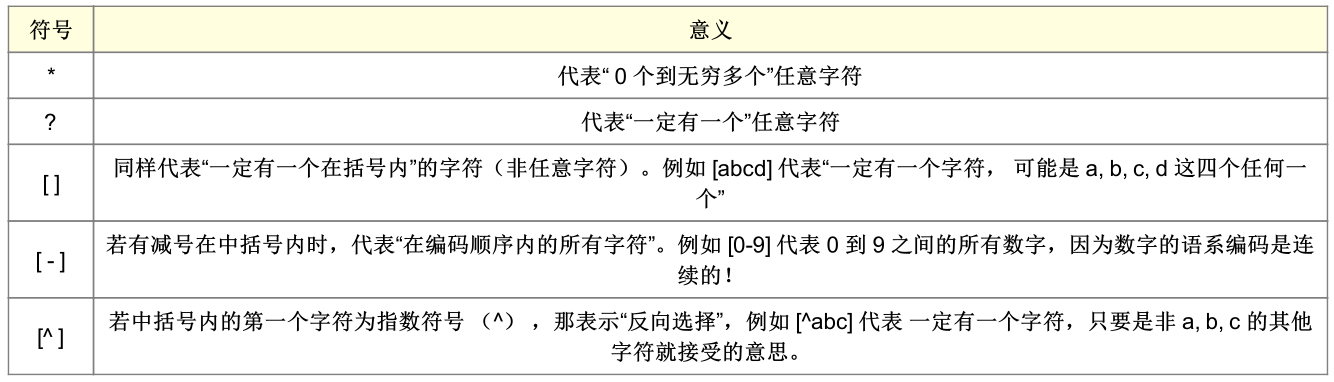 符号 意义
* 代表“ 0 个到无穷多个”任意字符
? 代表“一定有一个”任意字符
[ ] 同样代表“一定有一个在括号内”的字符（非任意字符）。例如 [abcd] 代表“一定有一个字符， 可能是 a, b, c, d 这四个任何一
个”
[ - ] 若有减号在中括号内时，代表“在编码顺序内的所有字符”。例如 [0-9] 代表 0 到 9 之间的所有数字，因为数字的语系编码是连
续的！
[^ ] 若中括号内的第一个字符为指数符号 （^） ，那表示“反向选择”，例如 [^abc] 代表 一定有一个字符，只要是非 a, b, c 的其他
字符就接受的意思。